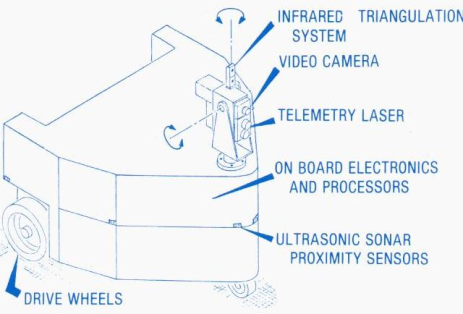 INFRARED TRIANGULATION
SYSTEM
VIDEO CAMERA
TELEMETRY LASER
ON BOARD ELECTRONICS
AND PROCESSORS
ULTRASONIC SONAR
PROXIMITY SENSORS
DRIVE WHEELS